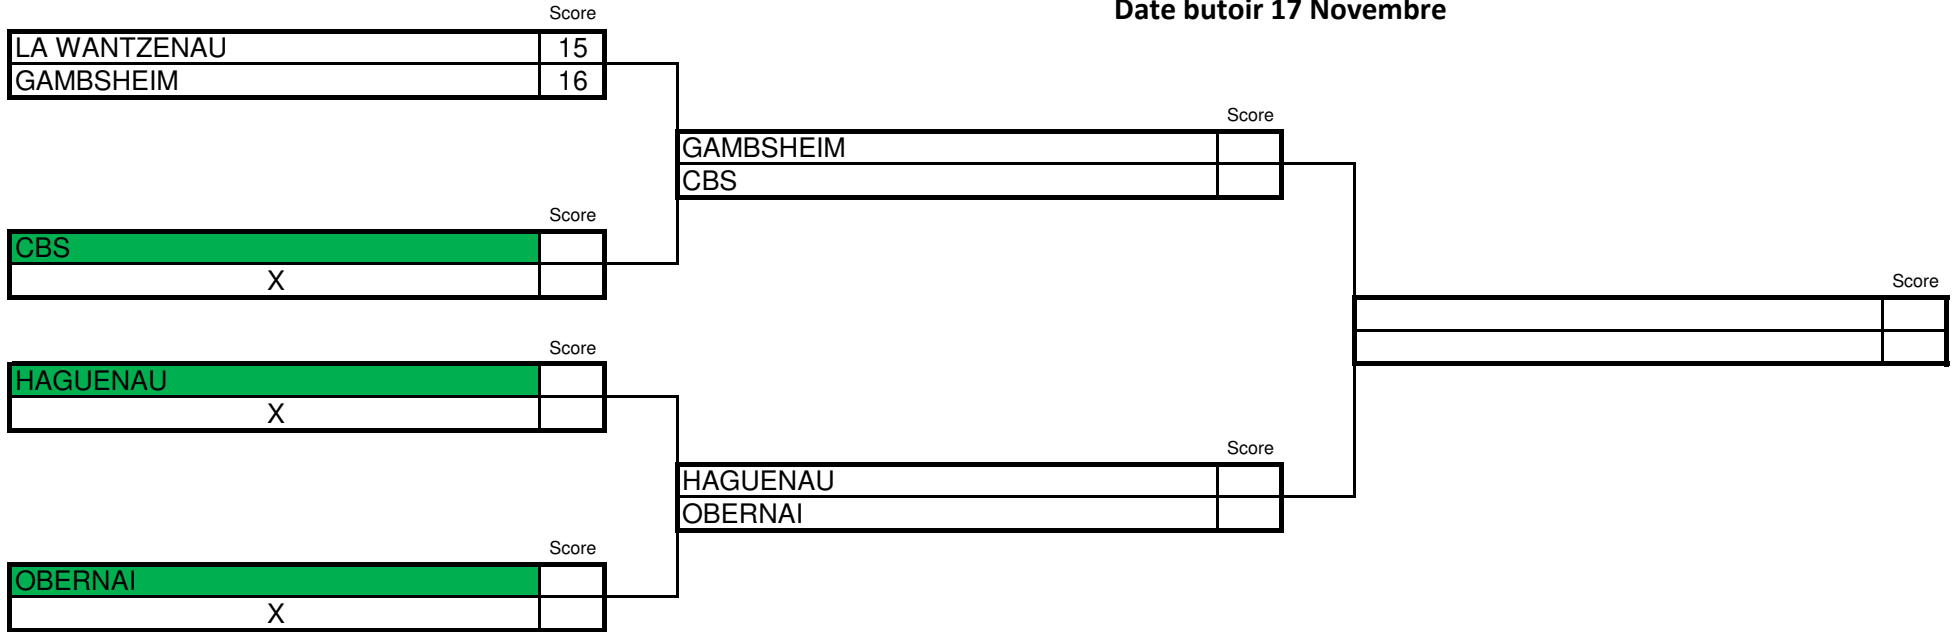 Date butoir 17 Novembre
Score
LA WANTZENAU 15
GAMBSHEIM 16
Score
GAMBSHEIM
CBS
Score
CBS
X
Score
Score
HAGUENAU
X
Score
HAGUENAU
OBERNAI
Score
OBERNAI
X